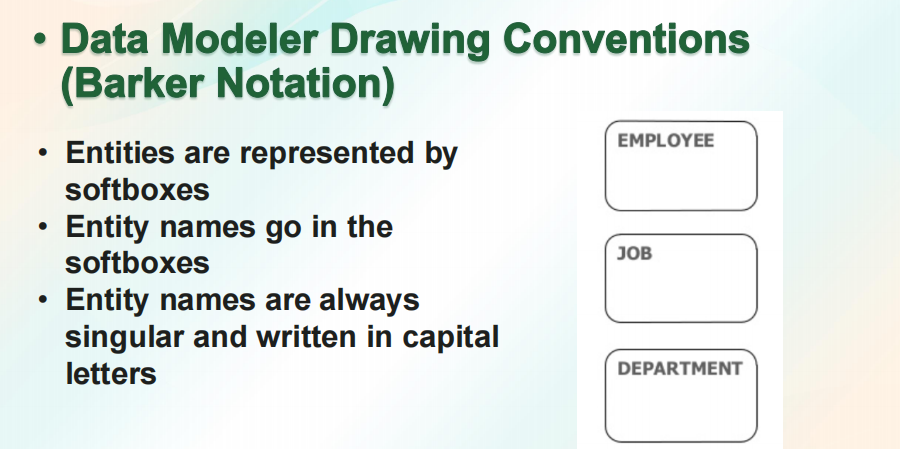 • Data Modeler Drawing Conventions
(Barker Notation)
• Entities are represented by
softboxes
• Entity names go in the
softboxes
• Entity names are always
singular and written in capital
letters
EMPLOYEE
JOB
DEPARTMENT